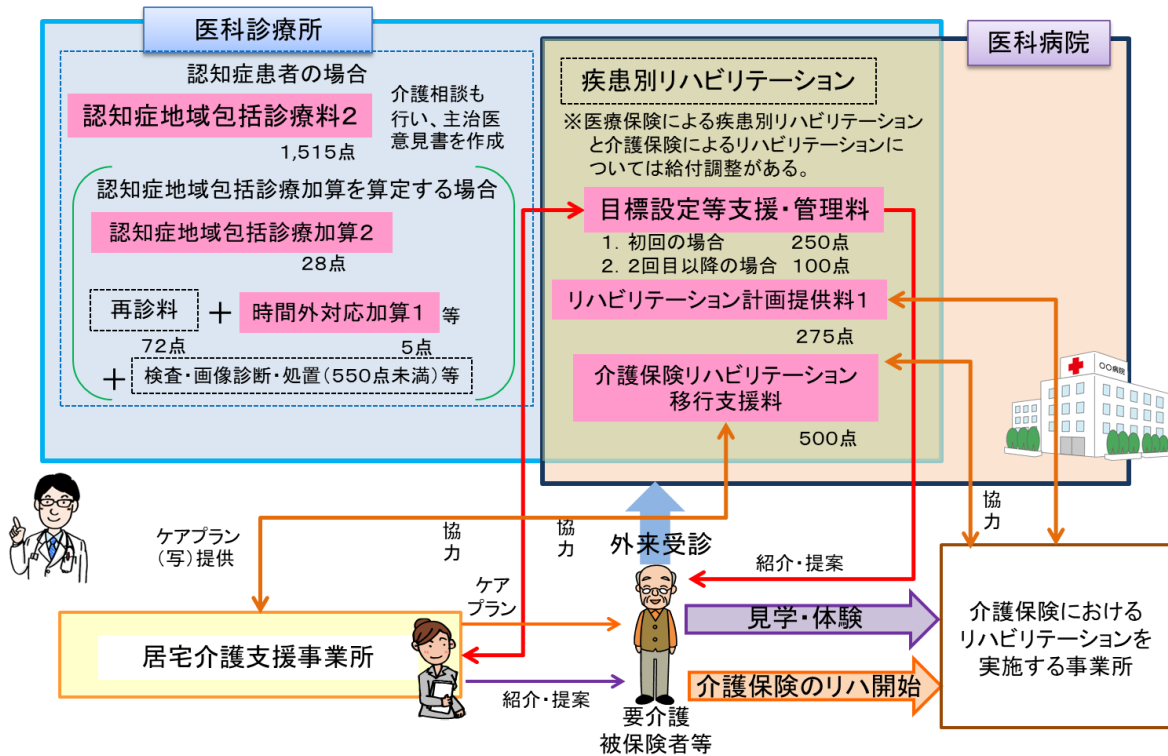 医科診療所
医科病院
認知症患者の場合
認知症地域包括診療料2
1,515点
介護相談も
行い、主治医
意見書を作成
認知症地域包括診療加算を算定する場合
認知症地域包括診療加算2
28点
再診料
+
時間外対応加算1
等
72点
5点
+
検査・画像診断・処置(550点未満)等
疾患別リハビリテーション
※医療保険による疾患別リハビリテーション
と介護保険によるリハビリテーションに
ついては給付調整がある。
目標設定等支援・管理料
1. 初回の場合 250点
2. 2回目以降の場合 100点
リハビリテーション計画提供料1
275点
介護保険リハビリテーション
移行支援料
500点
〇〇病院
ケアプラン
(写)提供
協力
協力
外来受診
協力
紹介・提案
ケア
プラン
居宅介護支援事業所
紹介・提案
要介護
被保険者等
見学・体験
介護保険のリハ開始
介護保険における
リハビリテーションを
実施する事業所